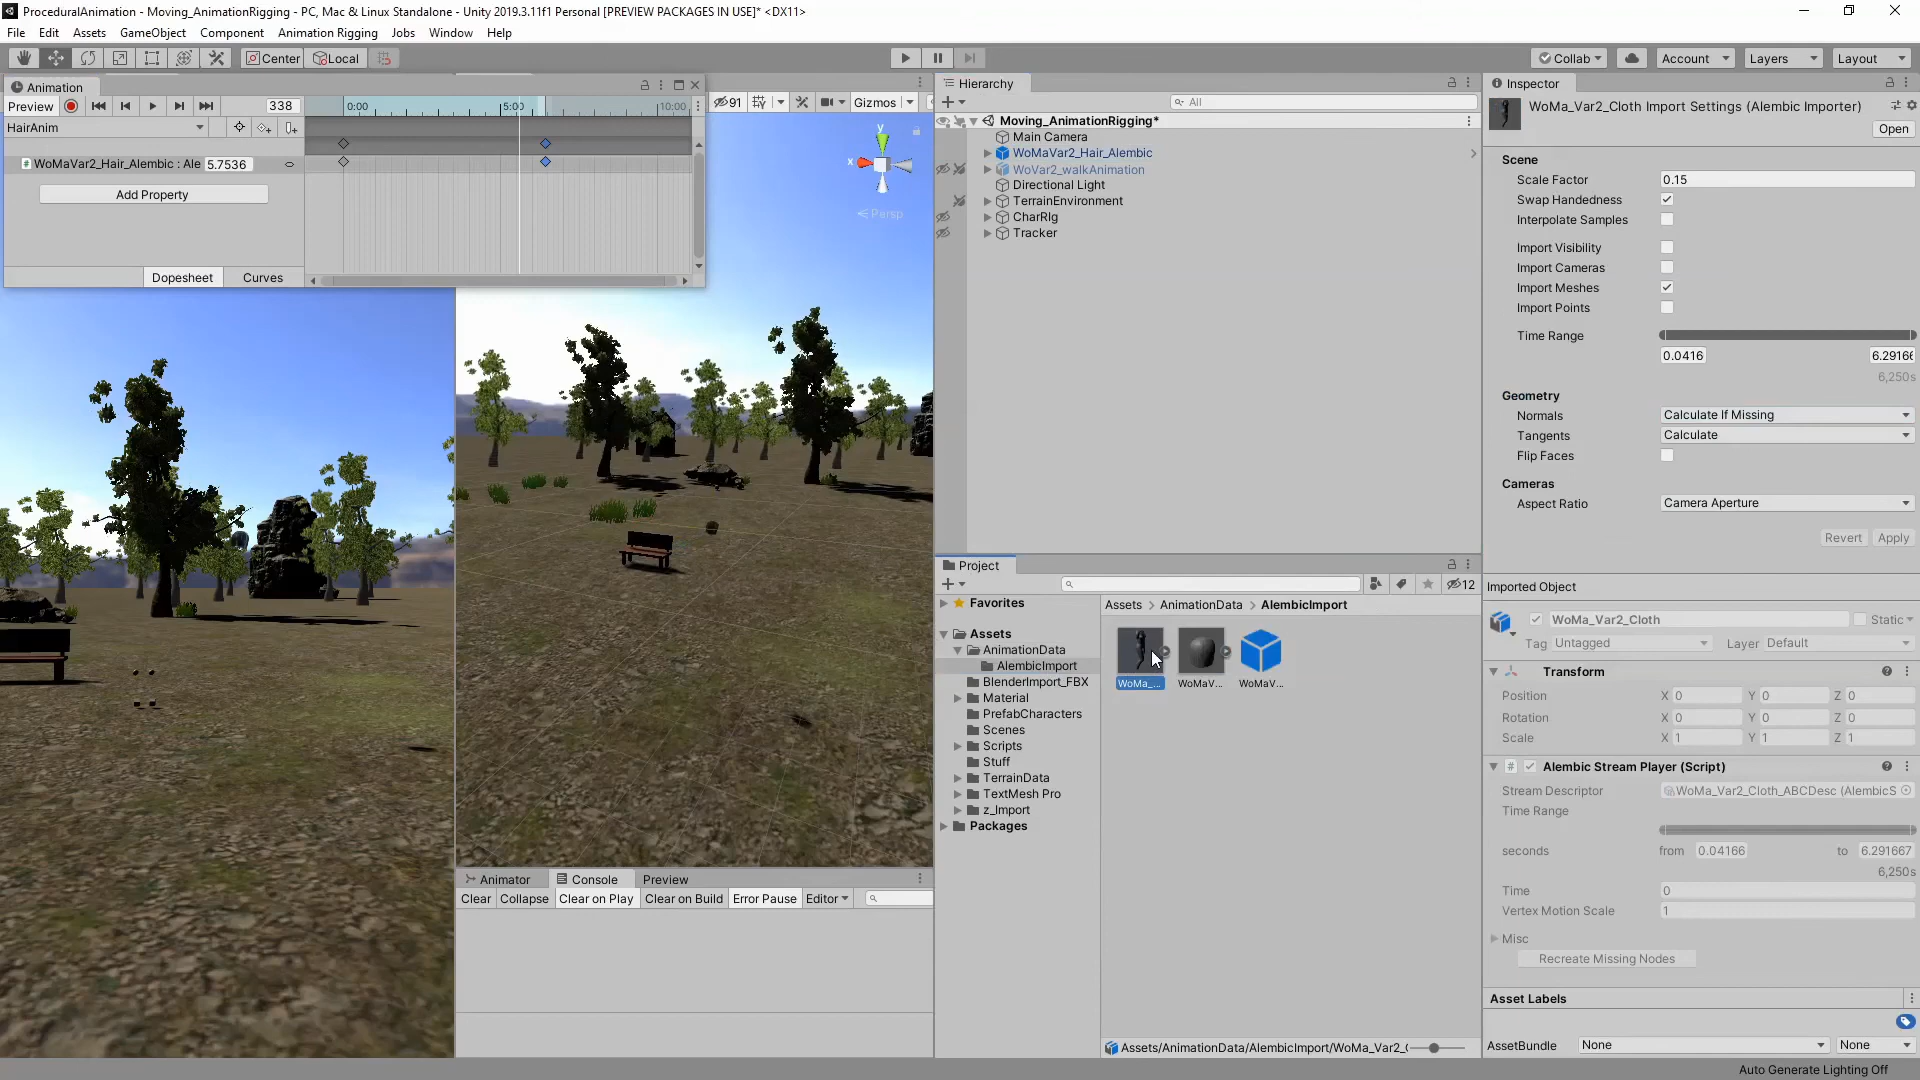 ProceduralAnimation - Moving_AnimationRigging - PC, Mac & Linux Standalone - Unity 2019.3.11f1 Personal [PREVIEW PACKAGES IN USE]* <DX11>
File Edit Assets GameObject Component Animation Rigging Jobs Window Help
Center Local Collab Account Layers Layout
Animation
Preview 338 0:00 5:00 10:00
HairAnim
WoMaVar2_Hair_Alembic : Ale 5.7536
Add Property
Dopesheet Curves
91 Gizmos
y
x
Persp
Hierarchy
All
Moving_AnimationRigging*
Main Camera
WoMaVar2_Hair_Alembic
WoVar2_walkAnimation
Directional Light
TerrainEnvironment
CharRIg
Tracker
Project
12
Favorites
Assets
AnimationData
AlembicImport
BlenderImport_FBX
Material
PrefabCharacters
Scenes
Scripts
Stuff
TerrainData
TextMesh Pro
z_Import
Packages
Assets > AnimationData > AlembicImport
WoMa_... WoMaV... WoMaV...
Assets/AnimationData/AlembicImport/WoMa_Var2_(
Animator Console Preview
Clear Collapse Clear on Play Clear on Build Error Pause Editor
Inspector
WoMa_Var2_Cloth Import Settings (Alembic Importer)
Open
Scene
Scale Factor 0.15
Swap Handedness
Interpolate Samples
Import Visibility
Import Cameras
Import Meshes
Import Points
Time Range
0.0416 6.2916
6,250s
Geometry
Normals Calculate If Missing
Tangents Calculate
Flip Faces
Cameras
Aspect Ratio Camera Aperture
Revert Apply
Imported Object
WoMa_Var2_Cloth Static
Tag Untagged Layer Default
Transform
Position X 0 Y 0 Z 0
Rotation X 0 Y 0 Z 0
Scale X 1 Y 1 Z 1
# Alembic Stream Player (Script)
Stream Descriptor WoMa_Var2_Cloth_ABCDesc (AlembicS
Time Range
seconds from 0.04166 to 6.291667
6,250s
Time 0
Vertex Motion Scale 1
Misc
Recreate Missing Nodes
Asset Labels
AssetBundle None None
Auto Generate Lighting Off